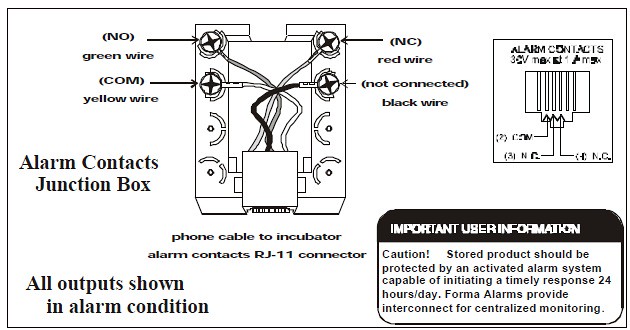 (NO)
green wire
(COM)
yellow wire
(NC)
red wire
(not connected)
black wire
ALARM CONTACTS
30V max at 1 A max
(2) COM
(3) N.C.
(4) N.C.
Alarm Contacts
Junction Box
phone cable to incubator
alarm contacts RJ-11 connector
All outputs shown
in alarm condition
IMPORTANT USER INFORMATION
Caution! Stored product should be
protected by an activated alarm system
capable of initiating a timely response 24
hours/day. Forma Alarms provide
interconnect for centralized monitoring.